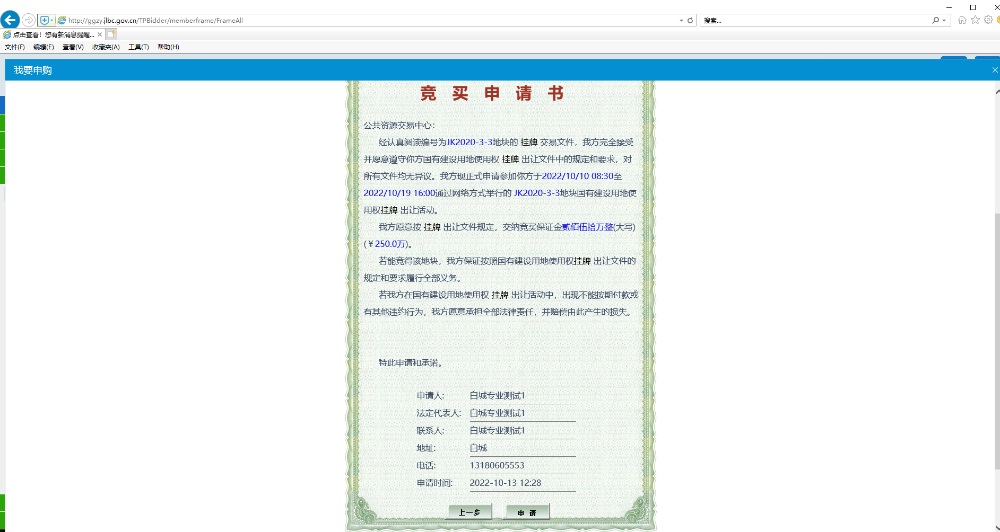 http://ggzy.jlbc.gov.cn/TPBidder/memberframe/FrameAll
搜索...
点击查看！您有新消息提醒...
文件(F) 编辑(E) 查看(V) 收藏夹(A) 工具(T) 帮助(H)
我要申购
竞 买 申 请 书
公共资源交易中心：
经认真阅读编号为JK2020-3-3地块的 挂牌 交易文件，我方完全接受
并愿意遵守你方国有建设用地使用权 挂牌 出让文件中的规定和要求，对
所有文件均无异议。我方现正式申请参加你方于2022/10/10 08:30至
2022/10/19 16:00通过网络方式举行的 JK2020-3-3地块国有建设用地使
用权挂牌 出让活动。
我方愿意按 挂牌 出让文件规定，交纳竞买保证金贰佰伍拾万整(大写)
(￥250.0万)。
若能竞得该地块，我方保证按照国有建设用地使用权挂牌 出让文件的
规定和要求履行全部义务。
若我方在国有建设用地使用权 挂牌 出让活动中，出现不能按期付款或
有其他违约行为，我方愿意承担全部法律责任，并赔偿由此产生的损失。
特此申请和承诺。
申请人: 白城专业测试1
法定代表人: 白城专业测试1
联系人: 白城专业测试1
地址: 白城
电话: 13180605553
申请时间: 2022-10-13 12:28
上一步 申 请